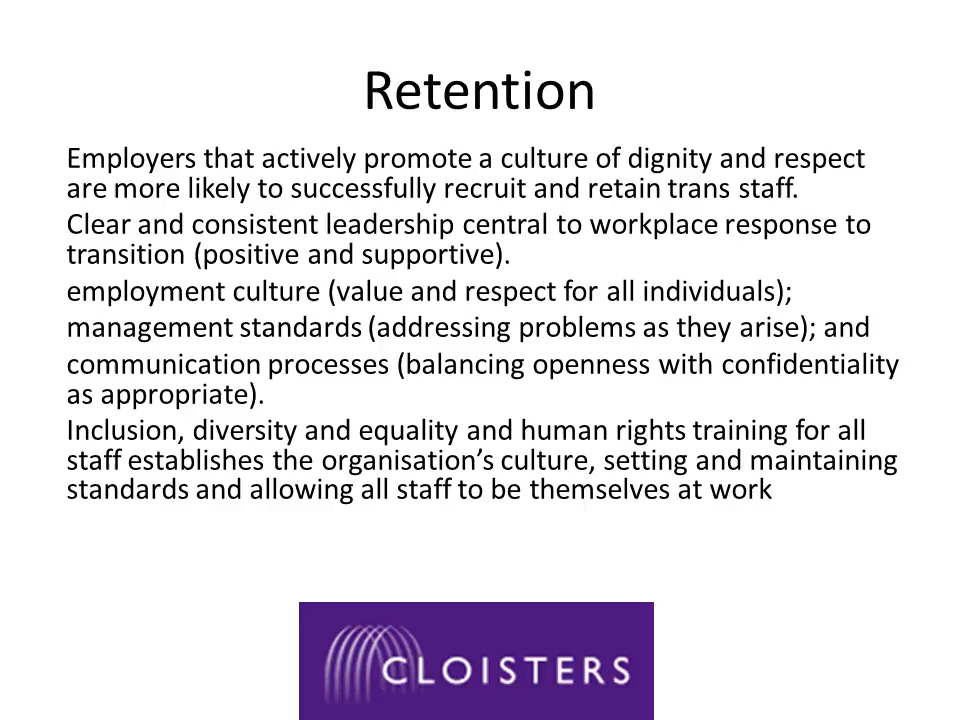 Retention
Employers that actively promote a culture of dignity and respect
are more likely to successfully recruit and retain trans staff.
Clear and consistent leadership central to workplace response to
transition (positive and supportive).
employment culture (value and respect for all individuals);
management standards (addressing problems as they arise); and
communication processes (balancing openness with confidentiality
as appropriate).
Inclusion, diversity and equality and human rights training for all
staff establishes the organisation’s culture, setting and maintaining
standards and allowing all staff to be themselves at work
CLOISTERS